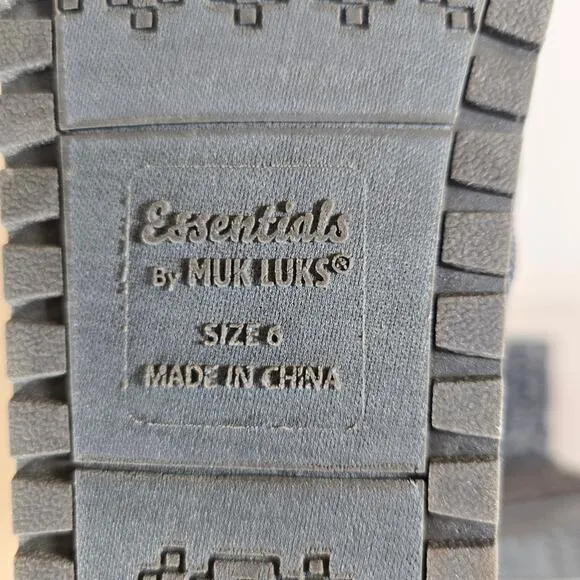 Essentials
By MUK LUKS®
SIZE 6
MADE IN CHINA